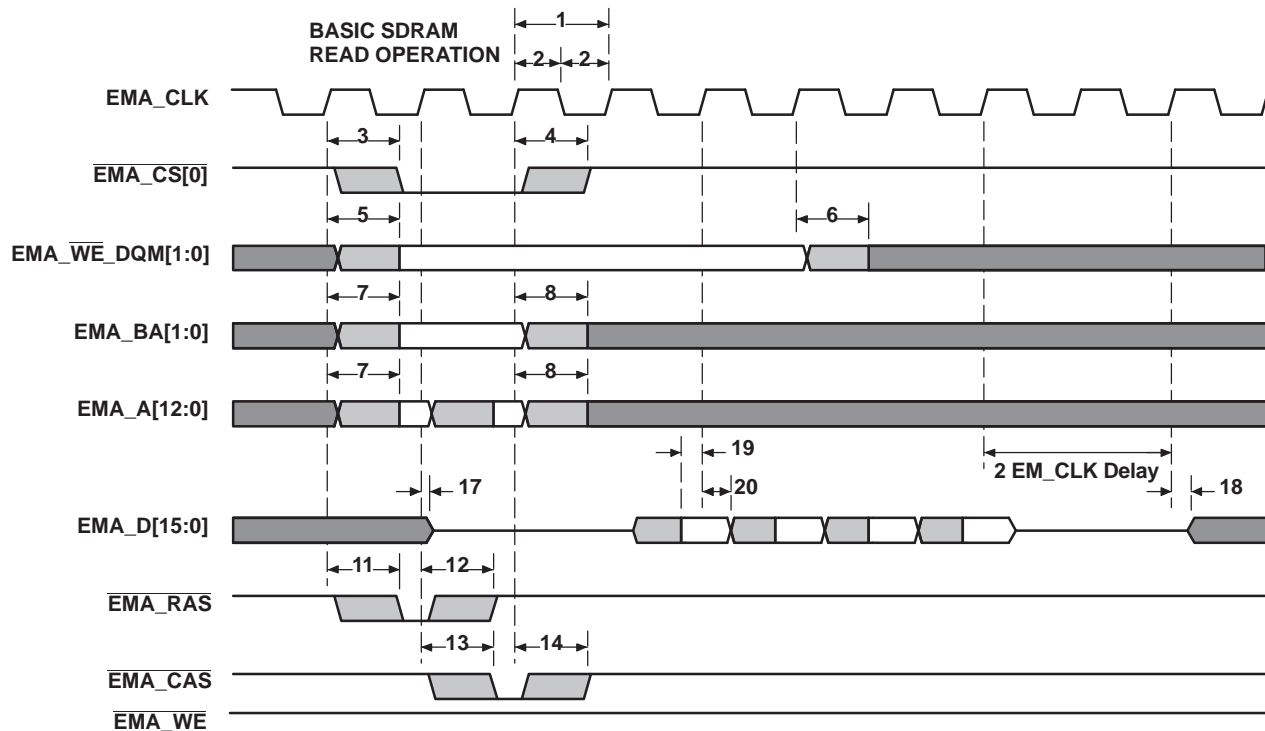 1
BASIC SDRAM
READ OPERATION
2 2
EMA_CLK
3 4
EMA_CS[0]
5 6
EMA_WE_DQM[1:0]
7 8
EMA_BA[1:0]
7 8
EMA_A[12:0]
19
2 EM_CLK Delay
17 20 18
EMA_D[15:0]
11 12
EMA_RAS
13 14
EMA_CAS
EMA_WE